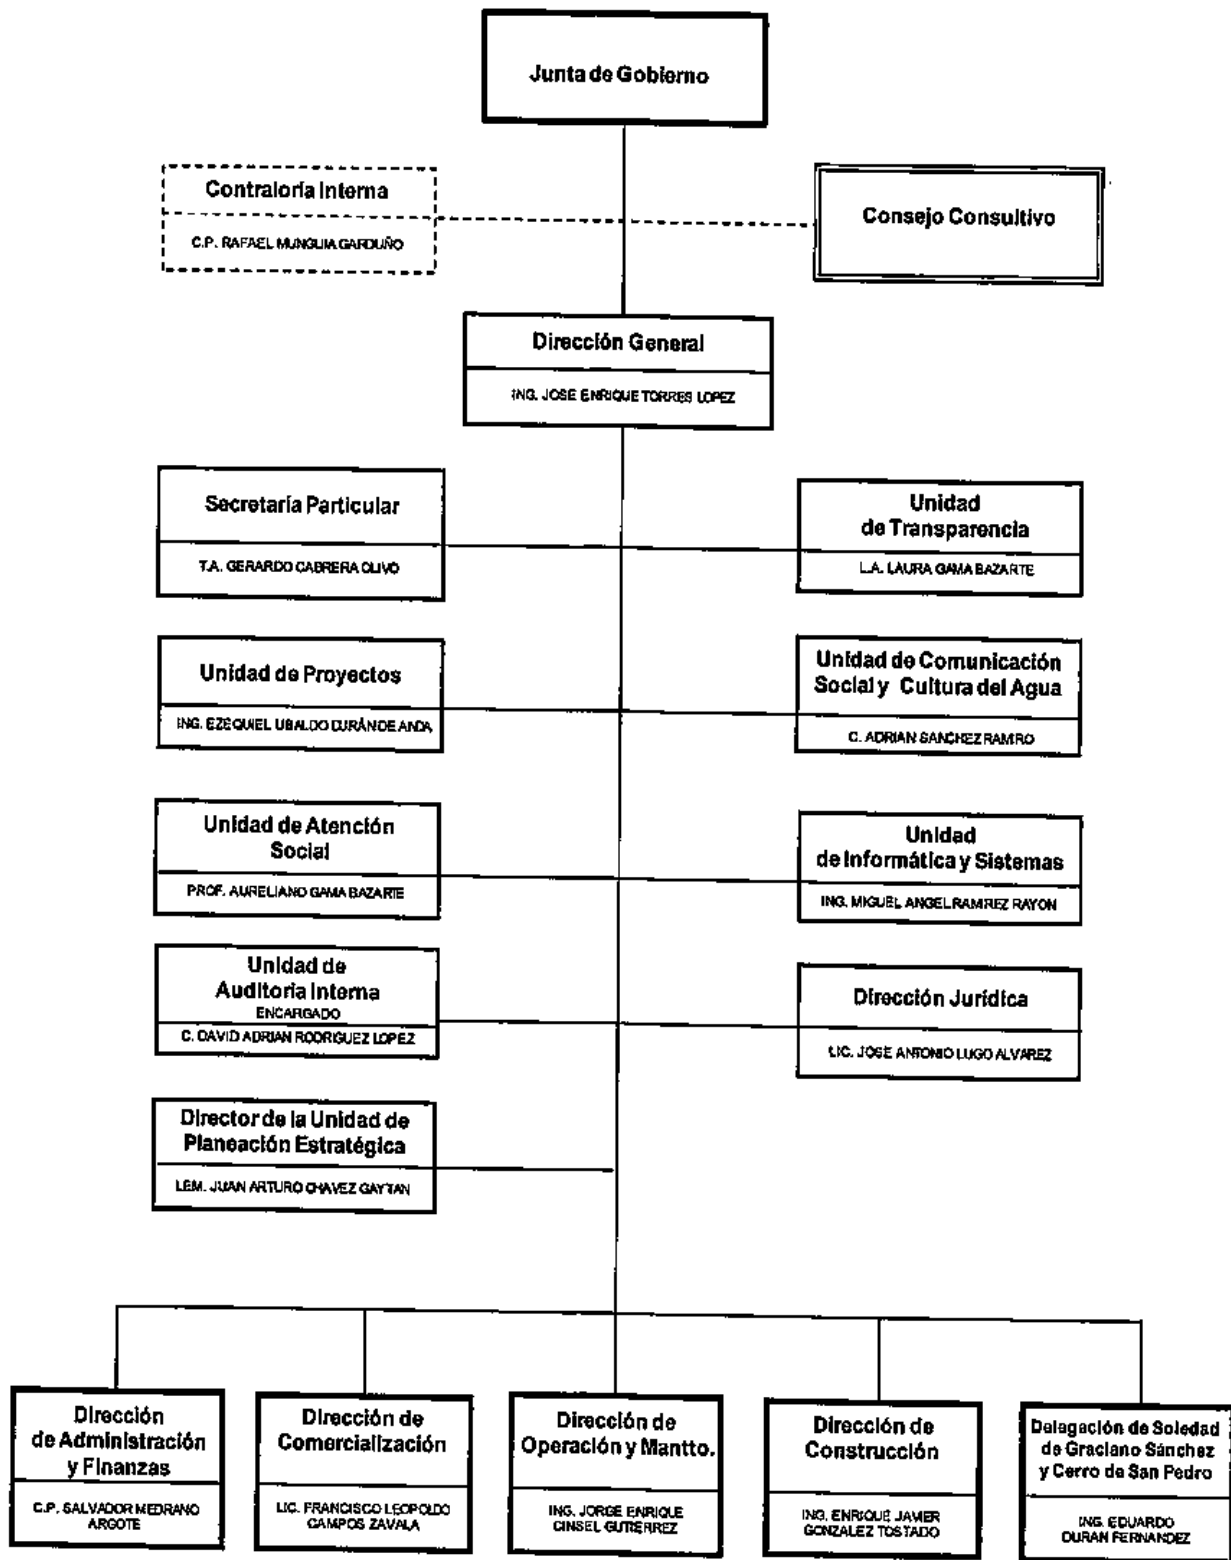 Junta de Gobierno
Contraloría Interna
C.P. RAFAEL MUNGUIA GARDUÑO
Consejo Consultivo
Dirección General
ING. JOSE ENRIQUE TORRES LOPEZ
Secretaría Particular
T.A. GERARDO CABRERA OLIVO
Unidad
de Transparencia
L.A. LAURA GAMA BAZARTE
Unidad de Proyectos
ING. EZEQUIEL UBALDO DURÁN DE ANDA
Unidad de Comunicación
Social y Cultura del Agua
C. ADRIAN SANCHEZ RAMIRO
Unidad de Atención
Social
PROF. AURELIANO GAMA BAZARTE
Unidad
de Informática y Sistemas
ING. MIGUEL ANGEL RAMIREZ RAYON
Unidad de
Auditoría Interna
ENCARGADO
C. DAVID ADRIAN RODRIGUEZ LOPEZ
Dirección Jurídica
LIC. JOSE ANTONIO LUGO ALVAREZ
Director de la Unidad de
Planeación Estratégica
LEM. JUAN ARTURO CHAVEZ GAYTAN
Dirección
de Administración
y Finanzas
C.P. SALVADOR MEDRANO
ARGOTE
Dirección de
Comercialización
LIC. FRANCISCO LEOPOLDO
CAMPOS ZAVALA
Dirección de
Operación y Mantto.
ING. JORGE ENRIQUE
CINSEL GUTIERREZ
Dirección de
Construcción
ING. ENRIQUE JAVIER
GONZALEZ TOSTADO
Delegación de Soledad
de Graciano Sánchez
y Cerro de San Pedro
ING. EDUARDO
DURAN FERNANDEZ